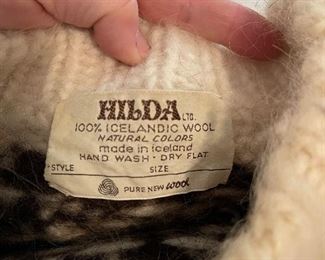 HILDA LTD.
100% ICELANDIC WOOL
NATURAL COLORS
made in Iceland
HAND WASH · DRY FLAT
STYLE SIZE
PURE NEW WOOL